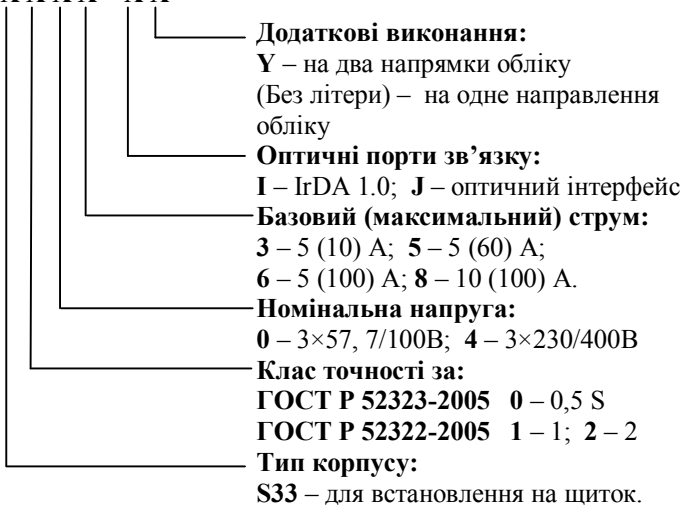 Додаткові виконання:
Y – на два напрямки обліку
(Без літери) – на одне направлення
обліку
Оптичні порти зв’язку:
I – IrDA 1.0; J – оптичний інтерфейс
Базовий (максимальний) струм:
3 – 5 (10) А; 5 – 5 (60) А;
6 – 5 (100) А; 8 – 10 (100) А.
Номінальна напруга:
0 – 3×57, 7/100В; 4 – 3×230/400В
Клас точності за:
ГОСТ Р 52323-2005 0 – 0,5 S
ГОСТ Р 52322-2005 1 – 1; 2 – 2
Тип корпусу:
S33 – для встановлення на щиток.